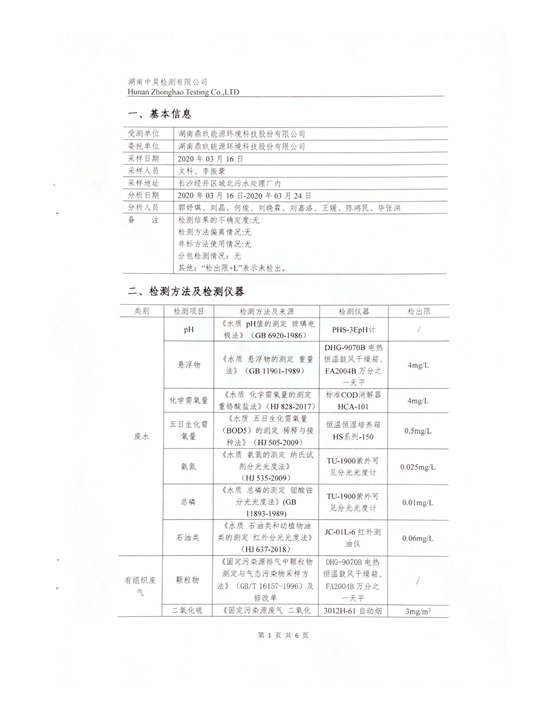 湖南中昊检测有限公司
Hunan Zhonghao Testing Co.,LTD
一、基本信息
受测单位 湖南鼎玖能源环境科技股份有限公司
委托单位 湖南鼎玖能源环境科技股份有限公司
采样日期 2020 年 03 月 16 日
采样人员 文科、李振豪
采样地址 长沙经开区城北污水处理厂内
分析日期 2020 年 03 月 16 日-2020 年 03 月 24 日
分析人员 郭妤琪、刘晶、何俊、刘晓霖、刘嘉洛、王媛、陈鸿民、毕张洪
备 注 检测结果的不确定度:无
检测方法偏离情况:无
非标方法使用情况:无
分包检测情况：无
其他："检出限+L"表示未检出。
二、检测方法及检测仪器
类别 检测项目 检测方法及来源 检测仪器 检出限
废水
pH 《水质 pH值的测定 玻璃电
极法》（GB 6920-1986） PHS-3EpH计 /
悬浮物 《水质 悬浮物的测定 重量
法》（GB 11901-1989） DHG-9070B 电热
恒温鼓风干燥箱、
FA2004B 万分之
一天平 4mg/L
化学需氧量 《水质 化学需氧量的测定
重铬酸盐法》（HJ 828-2017） 标准COD消解器
HCA-101 4mg/L
五日生化需
氧量 《水质 五日生化需氧量
（BOD5）的测定 稀释与接
种法》（HJ 505-2009） 恒温恒湿培养箱
HS系列-150 0.5mg/L
氨氮 《水质 氨氮的测定 纳氏试
剂分光光度法》
（HJ 535-2009） TU-1900紫外可
见分光光度计 0.025mg/L
总磷 《水质 总磷的测定 钼酸铵
分光光度法》(GB
11893-1989) TU-1900紫外可
见分光光度计 0.01mg/L
石油类 《水质 石油类和动植物油
类的测定 红外分光光度法》
（HJ 637-2018） JC-01L-6 红外测
油仪 0.06mg/L
有组织废
气
颗粒物 《固定污染源排气中颗粒物
测定与气态污染物采样方
法》（GB/T 16157-1996）及
修改单 DHG-9070B 电热
恒温鼓风干燥箱、
FA2004B 万分之
一天平 /
二氧化硫 《固定污染源废气 二氧化 3012H-61 自动烟 3mg/m³
第 1 页 共 6 页